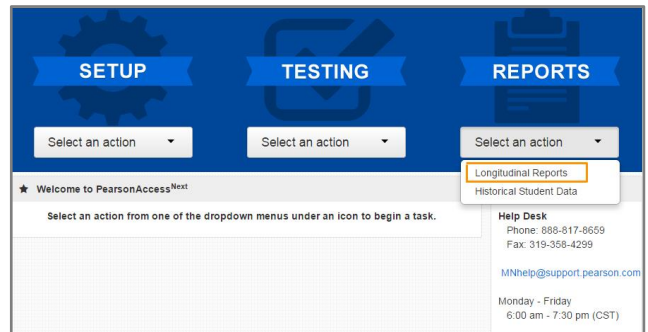 SETUP
TESTING
REPORTS
Select an action
Select an action
Select an action
Longitudinal Reports
Historical Student Data
Welcome to PearsonAccessNext
Select an action from one of the dropdown menus under an icon to begin a task.
Help Desk
Phone: 888-817-8659
Fax: 319-358-4299
MNhelp@support.pearson.com
Monday - Friday
6:00 am - 7:30 pm (CST)